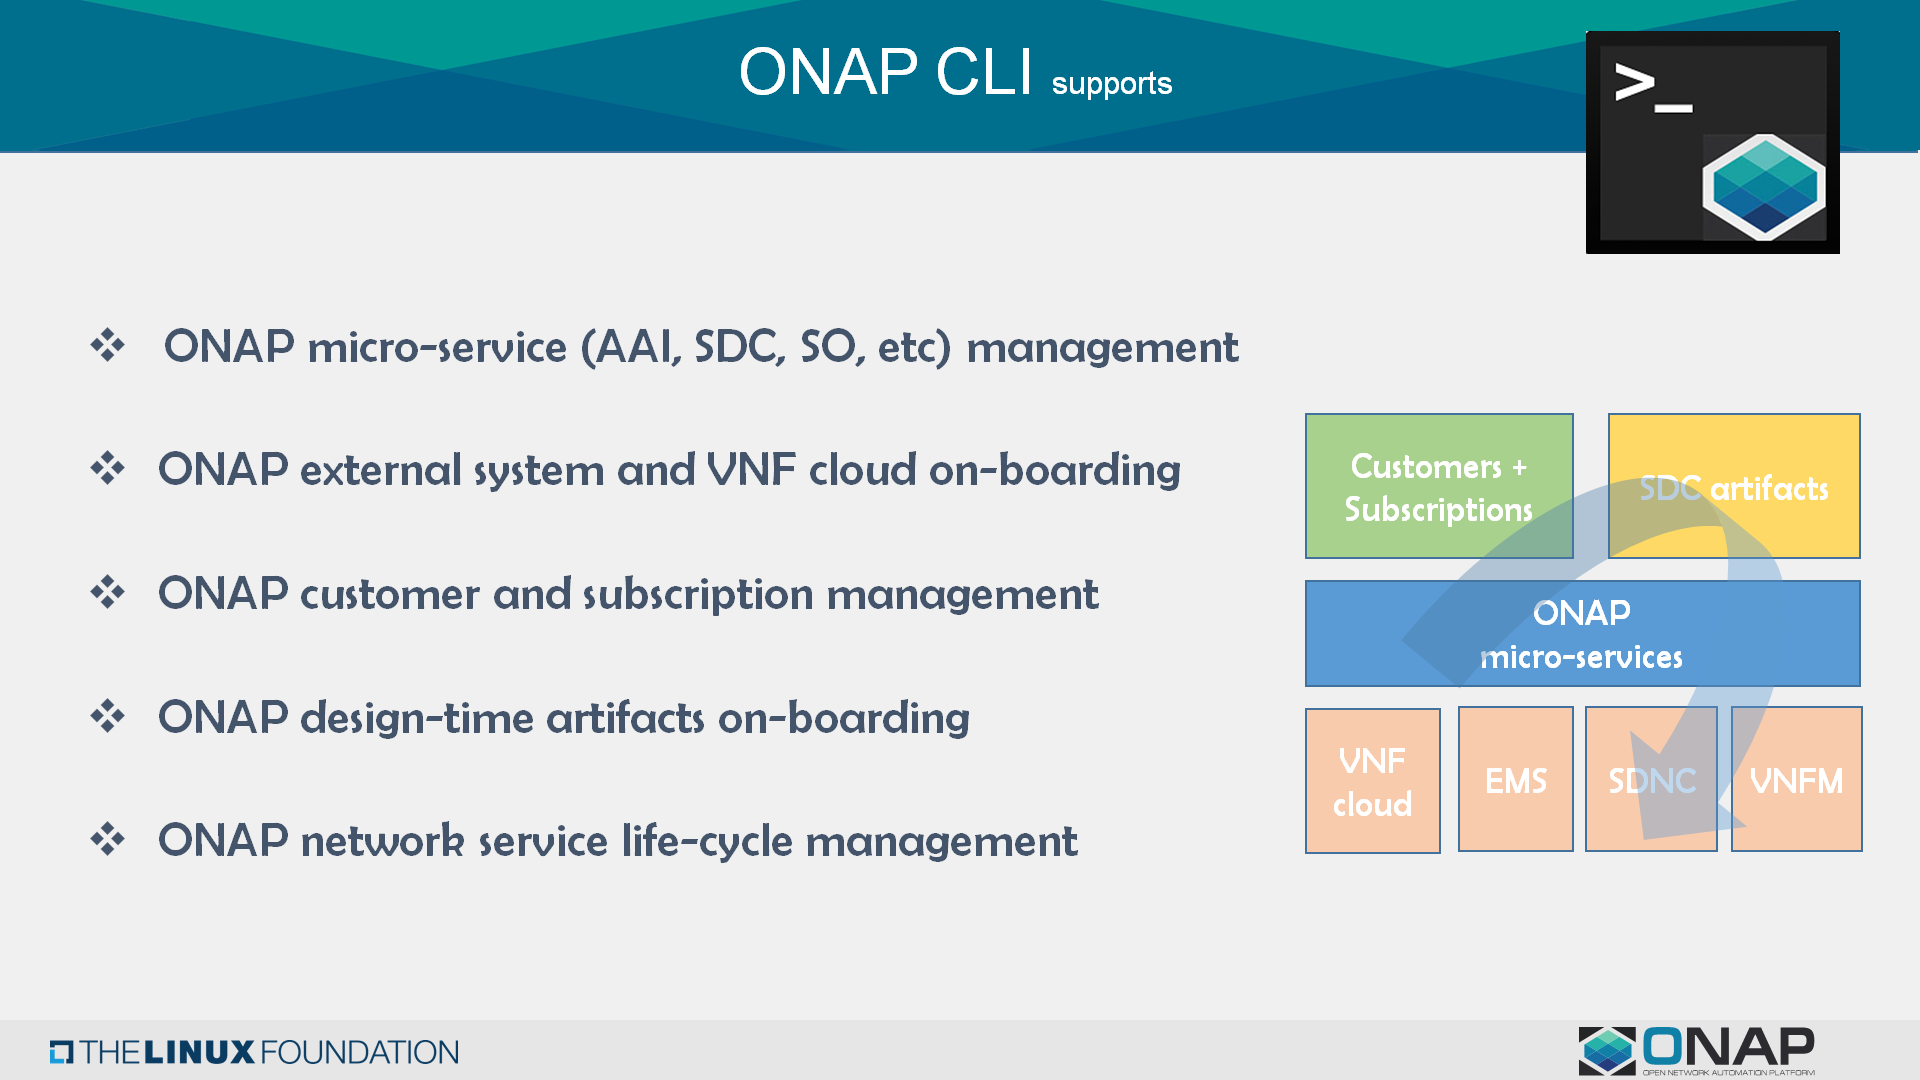 ONAP CLI supports
>_
ONAP micro-service (AAI, SDC, SO, etc) management
ONAP external system and VNF cloud on-boarding
ONAP customer and subscription management
ONAP design-time artifacts on-boarding
ONAP network service life-cycle management
Customers +
Subscriptions
SDC artifacts
ONAP
micro-services
VNF
cloud
EMS
SDNC
VNFM
THE LINUX FOUNDATION
ONAP
OPEN NETWORK AUTOMATION PLATFORM